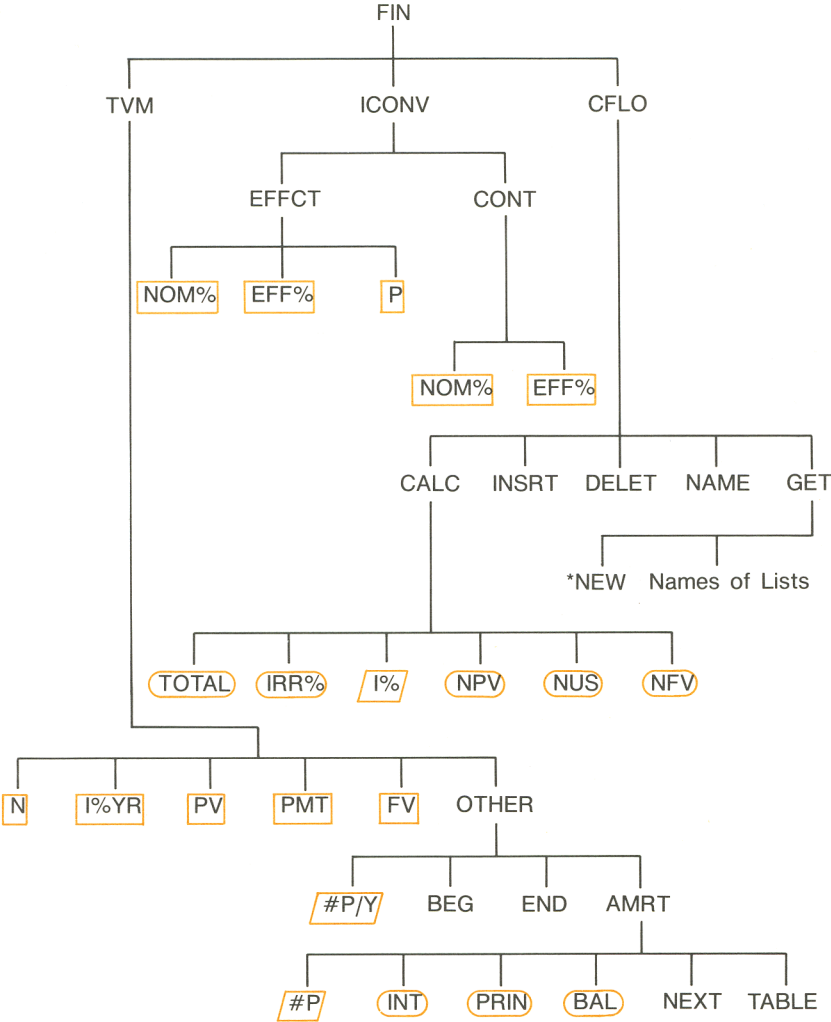 FIN
TVM ICONV CFLO
EFFCT CONT
NOM% EFF% P
NOM% EFF%
CALC INSRT DELET NAME GET
*NEW Names of Lists
TOTAL IRR% I% NPV NUS NFV
N I%YR PV PMT FV OTHER
#P/Y BEG END AMRT
#P INT PRIN BAL NEXT TABLE